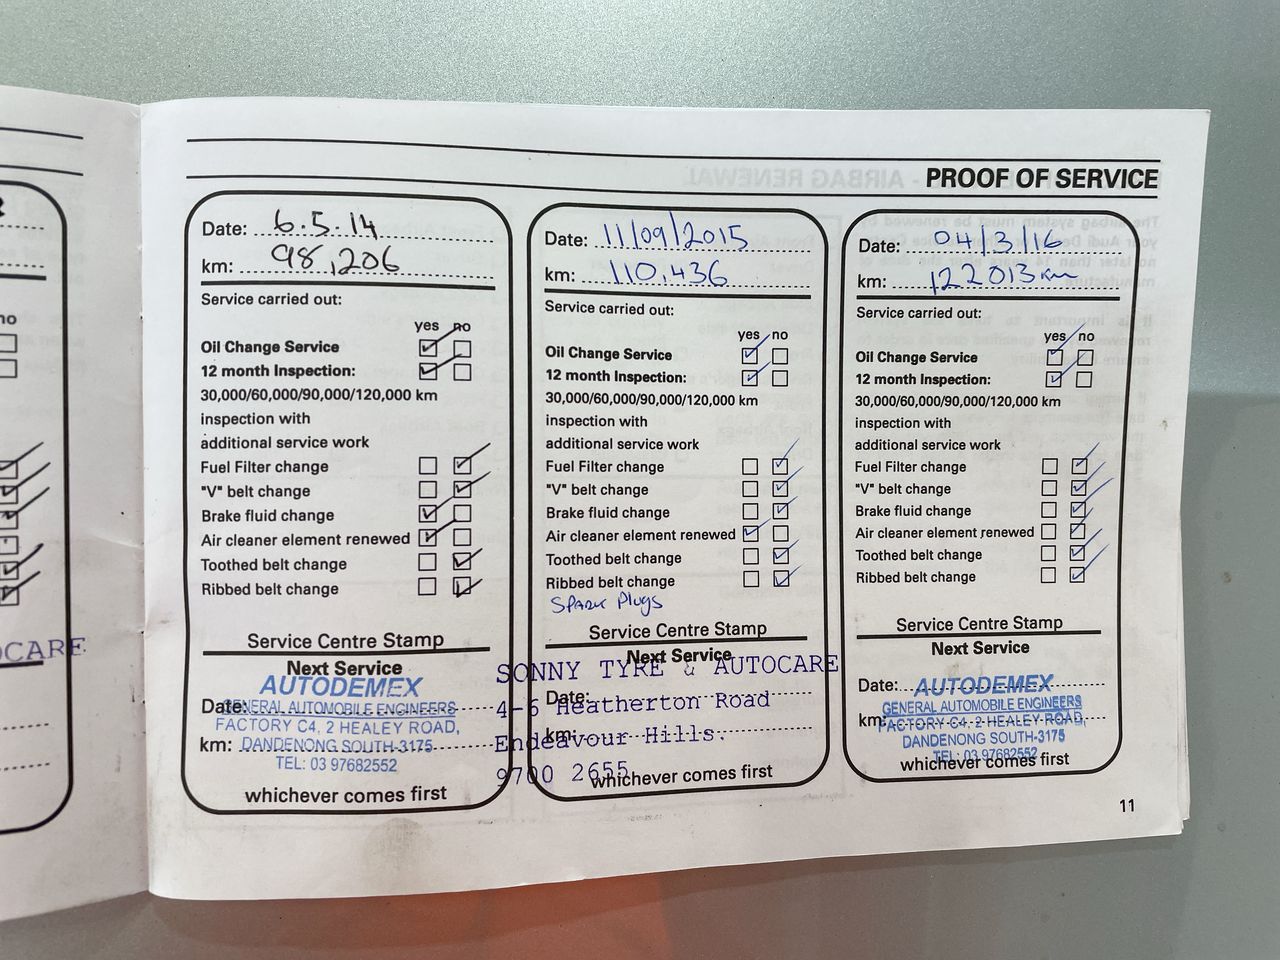 PROOF OF SERVICE
Date: 6.5.14
km: 98,206
Service carried out:
yes no
Oil Change Service
12 month Inspection:
30,000/60,000/90,000/120,000 km
inspection with
additional service work
Fuel Filter change
"V" belt change
Brake fluid change
Air cleaner element renewed
Toothed belt change
Ribbed belt change
Service Centre Stamp
Next Service
AUTODEMEX
Date:
GENERAL AUTOMOBILE ENGINEERS
FACTORY C4, 2 HEALEY ROAD,
km:
DANDENONG SOUTH-3175
TEL: 03 97682552
whichever comes first
Date: 11/09/2015
km: 110,436
Service carried out:
yes no
Oil Change Service
12 month Inspection:
30,000/60,000/90,000/120,000 km
inspection with
additional service work
Fuel Filter change
"V" belt change
Brake fluid change
Air cleaner element renewed
Toothed belt change
Ribbed belt change
SPARK Plugs
Service Centre Stamp
Next Service
SONNY TYRE & AUTOCARE
Date:
4-6 Heatherton Road
km:
Endeavour Hills.
9700 2655
whichever comes first
Date: 04/3/16
km: 122013 km
Service carried out:
yes no
Oil Change Service
12 month Inspection:
30,000/60,000/90,000/120,000 km
inspection with
additional service work
Fuel Filter change
"V" belt change
Brake fluid change
Air cleaner element renewed
Toothed belt change
Ribbed belt change
Service Centre Stamp
Next Service
Date:
AUTODEMEX
GENERAL AUTOMOBILE ENGINEERS
km:
FACTORY C4, 2 HEALEY ROAD,
DANDENONG SOUTH-3175
TEL: 03 97682552
whichever comes first
11
no
OCARE